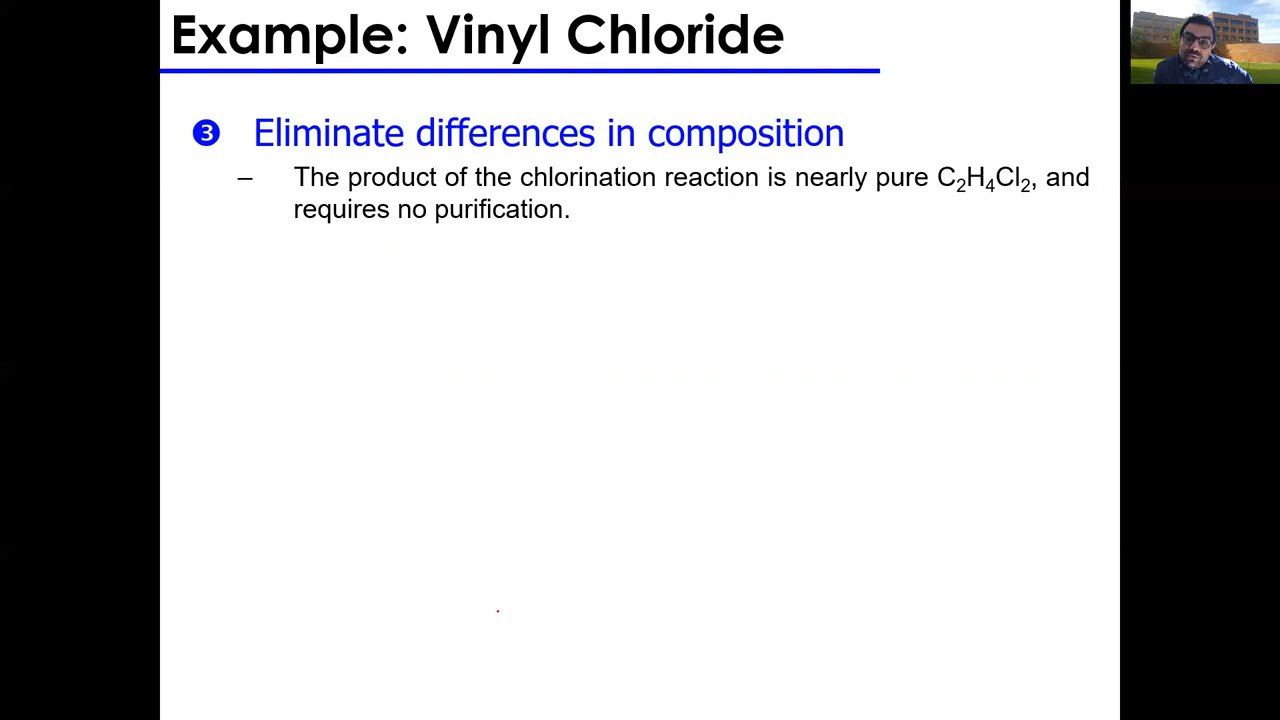 Example: Vinyl Chloride
❸ Eliminate differences in composition
– The product of the chlorination reaction is nearly pure C₂H₄Cl₂, and
requires no purification.